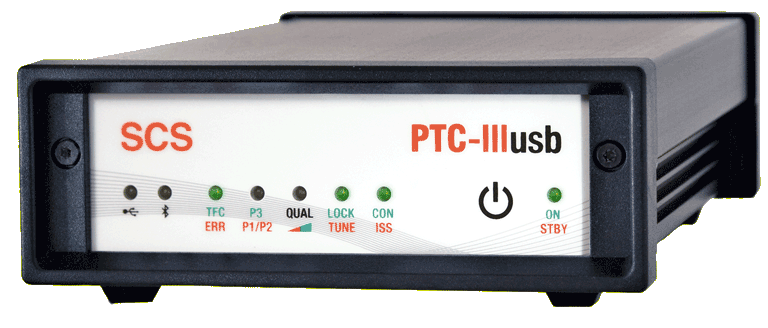 SCS
PTC-IIIusb
TFC P3 QUAL LOCK CON ON
ERR P1/P2 TUNE ISS STBY